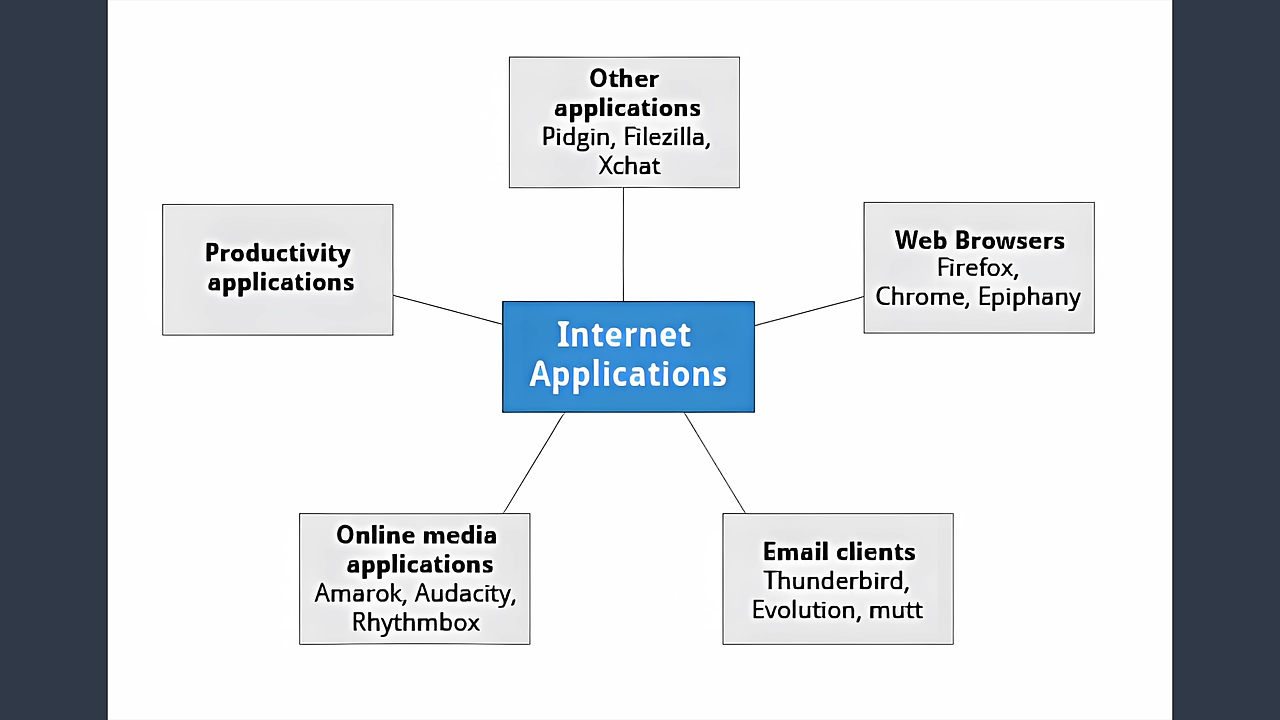 Other
applications
Pidgin, Filezilla,
Xchat
Productivity
applications
Web Browsers
Firefox,
Chrome, Epiphany
Internet
Applications
Online media
applications
Amarok, Audacity,
Rhythmbox
Email clients
Thunderbird,
Evolution, mutt